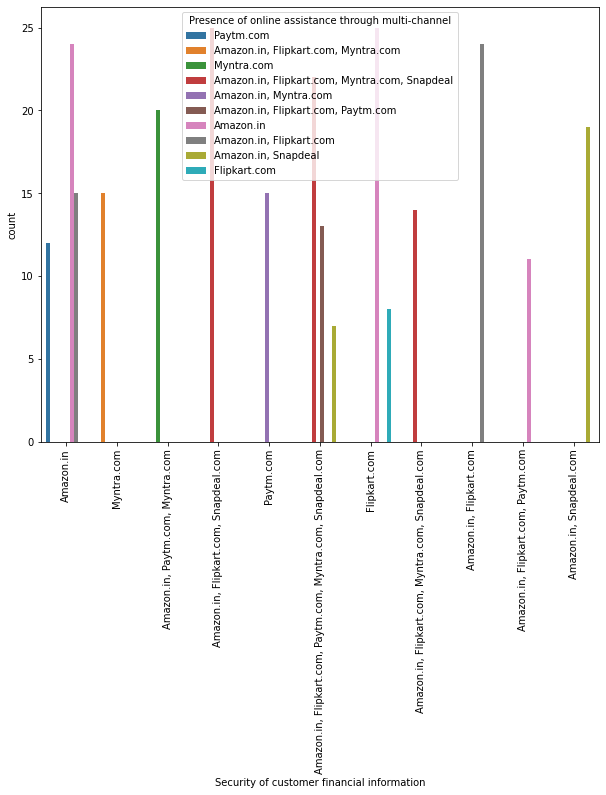 Presence of online assistance through multi-channel
Paytm.com
Amazon.in, Flipkart.com, Myntra.com
Myntra.com
Amazon.in, Flipkart.com, Myntra.com, Snapdeal
Amazon.in, Myntra.com
Amazon.in, Flipkart.com, Paytm.com
Amazon.in
Amazon.in, Flipkart.com
Amazon.in, Snapdeal
Flipkart.com
25
20
15
10
5
0
count
Amazon.in
Myntra.com
Amazon.in, Paytm.com, Myntra.com
Amazon.in, Flipkart.com, Snapdeal.com
Paytm.com
Amazon.in, Flipkart.com, Paytm.com, Myntra.com, Snapdeal.com
Flipkart.com
Amazon.in, Flipkart.com, Myntra.com, Snapdeal.com
Amazon.in, Flipkart.com
Amazon.in, Flipkart.com, Paytm.com
Amazon.in, Snapdeal.com
Security of customer financial information